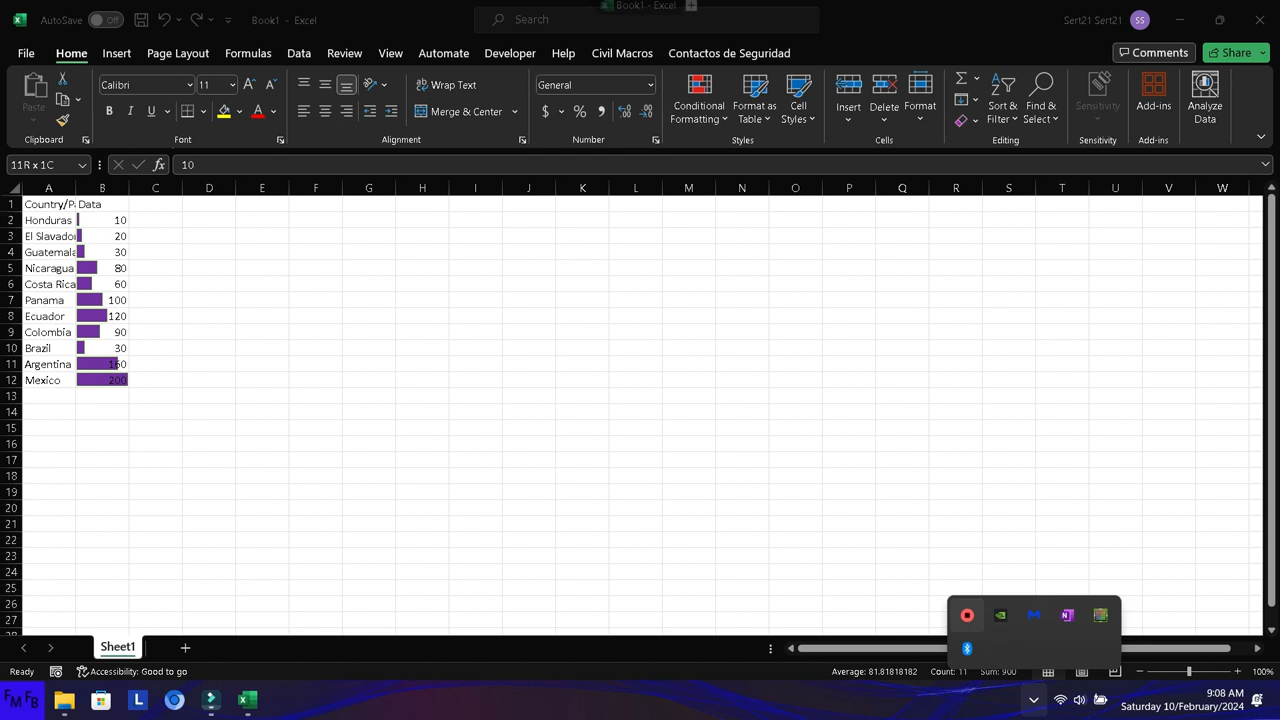 AutoSave Off Book1 - Excel Book1 - Excel Search Sert21 Sert21 SS
File Home Insert Page Layout Formulas Data Review View Automate Developer Help Civil Macros Contactos de Seguridad Comments Share
Paste Calibri 11 Wrap Text General Conditional Formatting Format as Table Cell Styles Insert Delete Format Sort & Filter Find & Select Sensitivity Add-ins Analyze Data
B I U A Merge & Center $ %
Clipboard Font Alignment Number Styles Cells Editing Sensitivity Add-ins
11R x 1C fx 10
A B C D E F G H I J K L M N O P Q R S T U V W
1 Country/Pa Data
2 Honduras 10
3 El Slavador 20
4 Guatemala 30
5 Nicaragua 80
6 Costa Rica 60
7 Panama 100
8 Ecuador 120
9 Colombia 90
10 Brazil 30
11 Argentina 160
12 Mexico 200
13
14
15
16
17
18
19
20
21
22
23
24
25
26
27
28
Sheet1
Ready Accessibility: Good to go Average: 81.81818182 Count: 11 Sum: 900 100%
9:08 AM
Saturday 10/February/2024